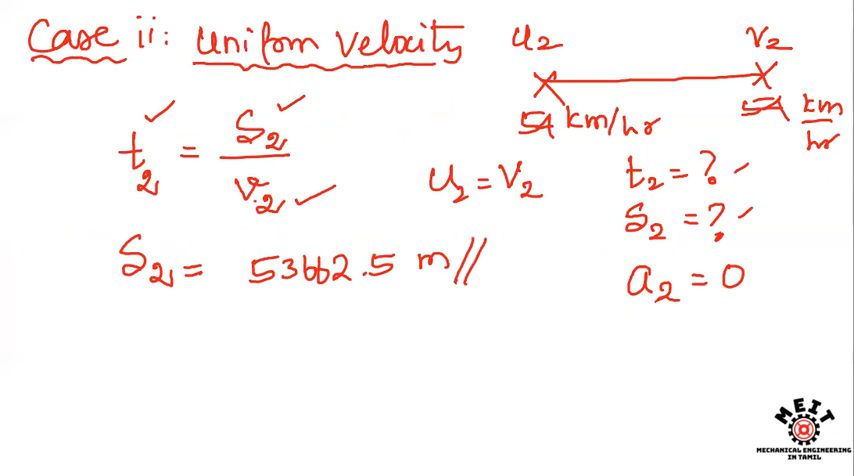 Case ii: Uniform Velocity
u2 v2
54 km/hr 54 km/hr
t2 = S2/v2
u2 = v2
t2 = ?
S2 = ?
S2 = 53662.5 m//
a2 = 0
MEIT
MECHANICAL ENGINEERING
IN TAMIL